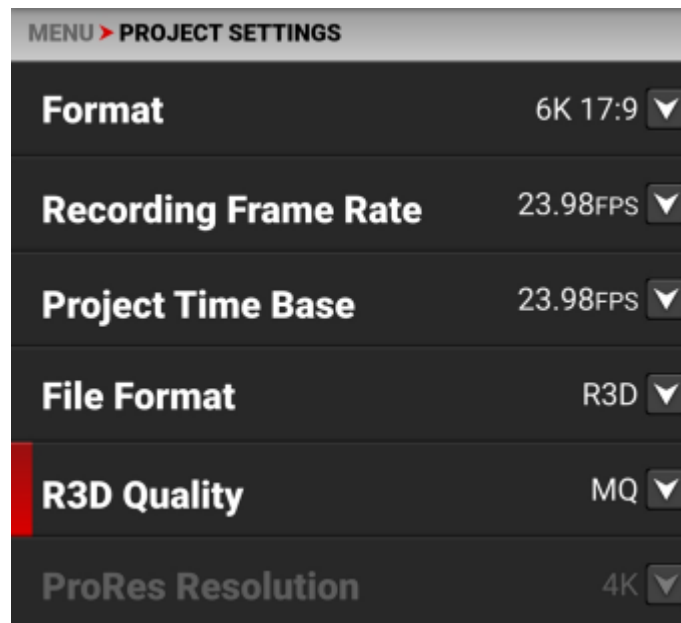 MENU ➤ PROJECT SETTINGS
Format 6K 17:9
Recording Frame Rate 23.98FPS
Project Time Base 23.98FPS
File Format R3D
R3D Quality MQ
ProRes Resolution 4K